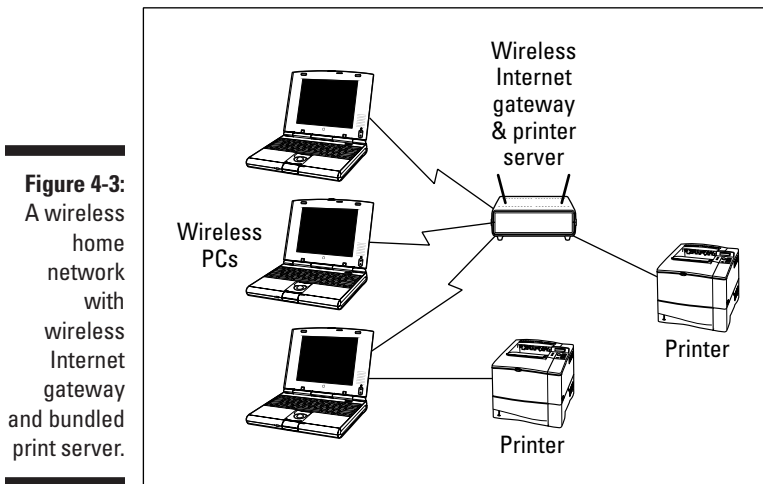 Figure 4-3:
A wireless
home
network
with
wireless
Internet
gateway
and bundled
print server.
Wireless
Internet
gateway
& printer
server
Wireless
PCs
Printer
Printer